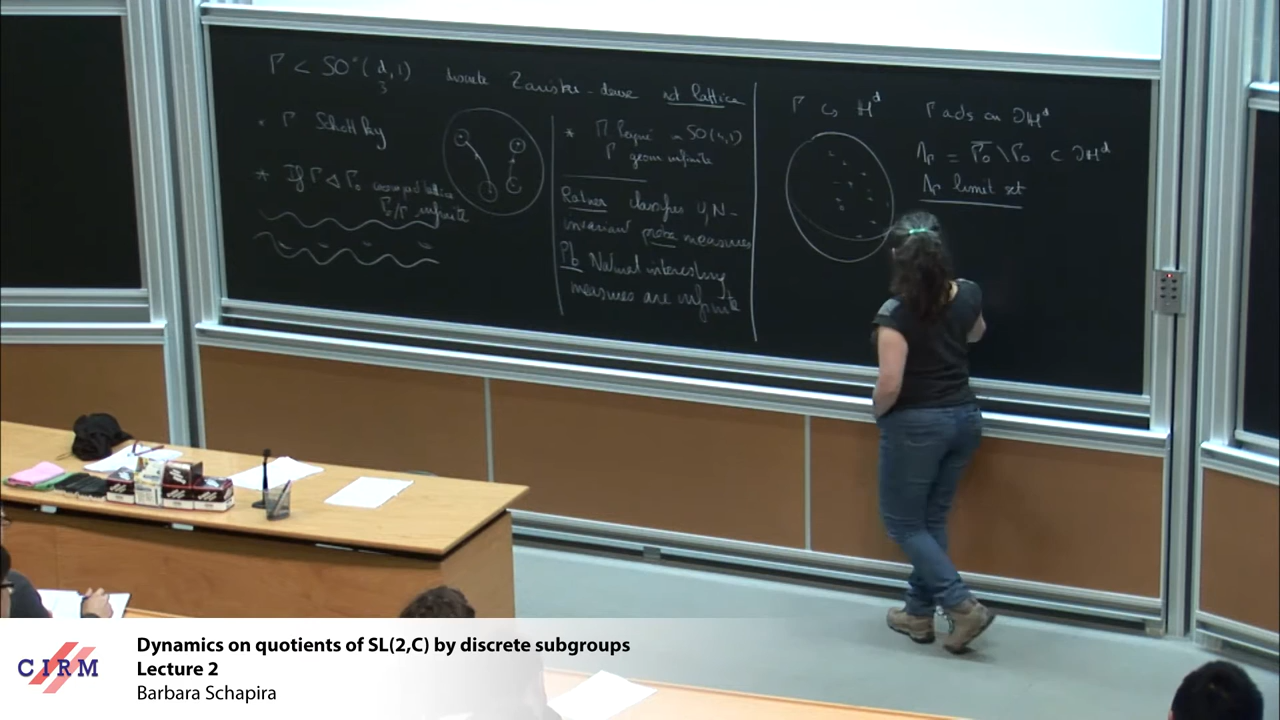 Γ < SO°(d,1) discrete Zariski-dense not lattice
3
* Γ Schottky
* If Γ ◁ Γ₀ cocompact lattice
Γ₀/Γ infinite
* Γ in SO(4,1)
Γ geom infinite
Ratner classifies U, N-
invariant proba measures
Pb Natural interesting
measures are infinite
Γ ↪ ℍᵈ Γ acts on ∂ℍᵈ
Λ_Γ = \overline{Γo} \ Γo ⊂ ∂ℍᵈ
Λ_Γ limit set
CIRM
Dynamics on quotients of SL(2,C) by discrete subgroups
Lecture 2
Barbara Schapira